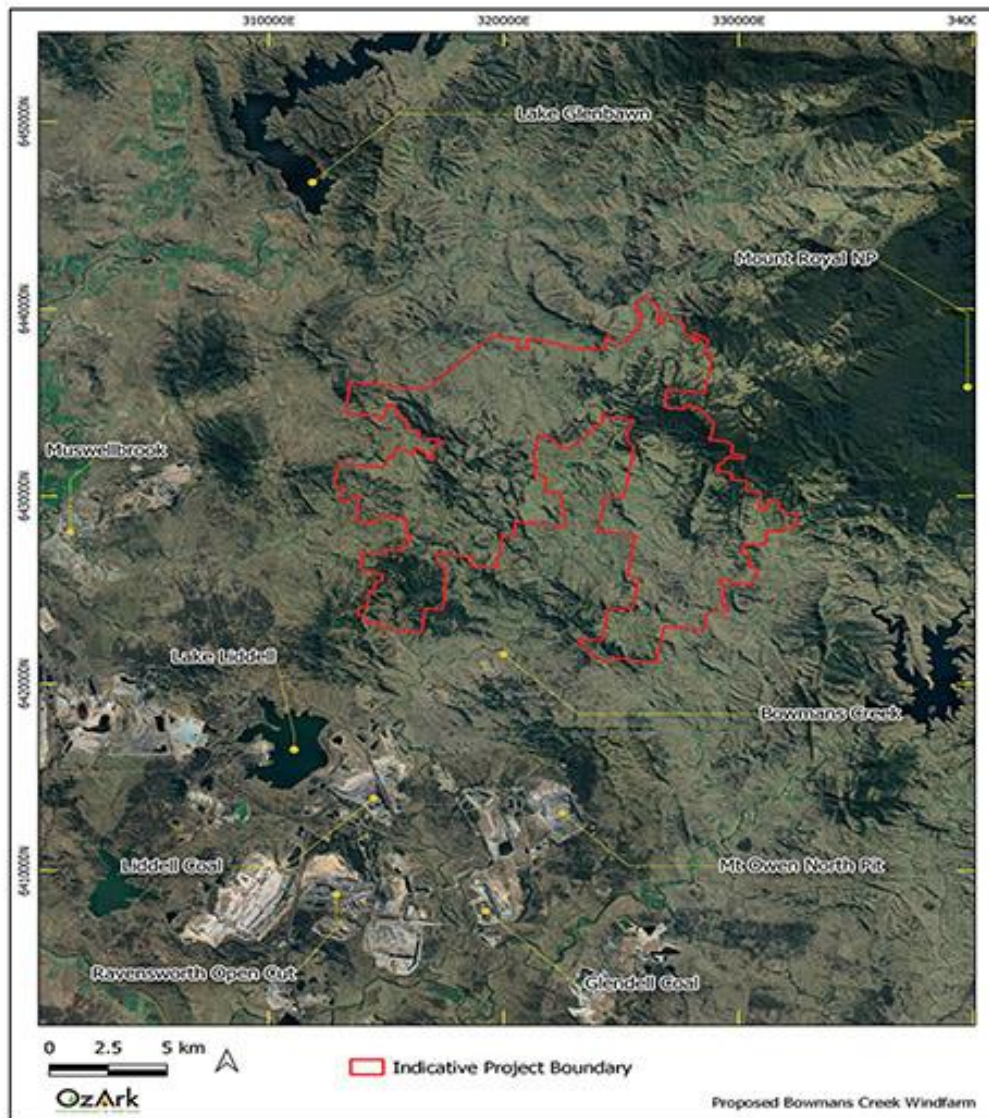 310000E 320000E 330000E 340C
6450000N
Lake Glenbawn
Mount Royal NP
6440000N
Muswellbrook
6430000N
Lake Liddell
6420000N
Bowmans Creek
Liddell Coal
Mt Owen North Pit
6410000N
Ravensworth Open Cut
Glendell Coal
0 2.5 5 km
Indicative Project Boundary
OzArk
Proposed Bowmans Creek Windfarm